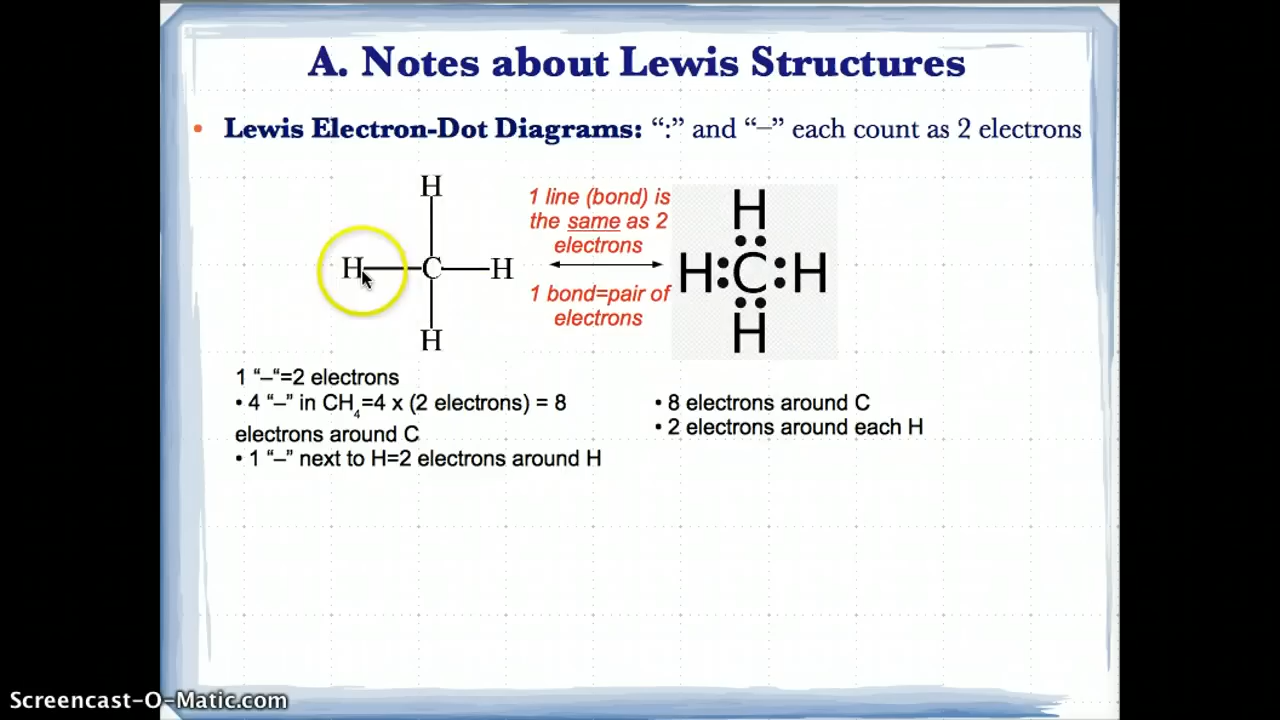 A. Notes about Lewis Structures
• Lewis Electron-Dot Diagrams: “:” and “–” each count as 2 electrons
H
H C H
H
1 line (bond) is
the same as 2
electrons
1 bond=pair of
electrons
H
H:C:H
H
1 “–“=2 electrons
• 4 “–” in CH4=4 x (2 electrons) = 8
electrons around C
• 1 “–” next to H=2 electrons around H
• 8 electrons around C
• 2 electrons around each H
Screencast-O-Matic.com